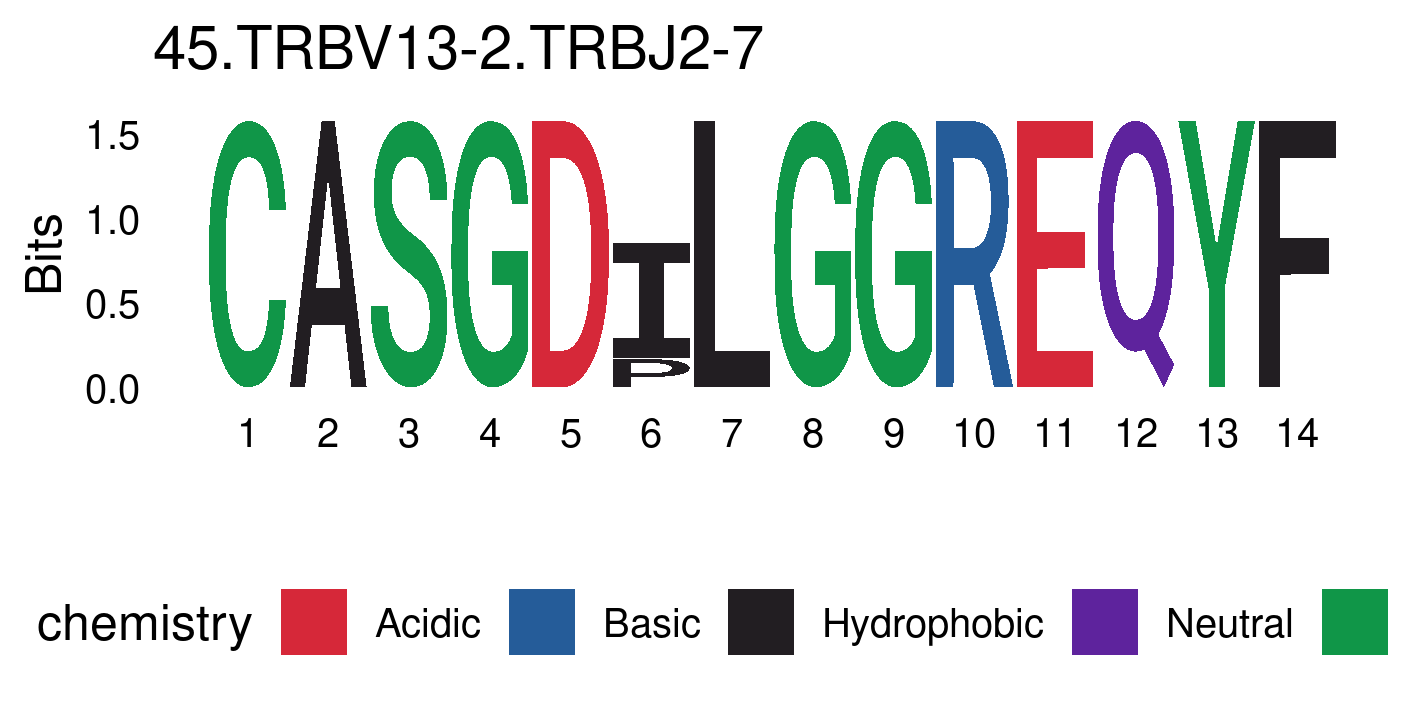 45.TRBV13-2.TRBJ2-7
Bits
1.5
1.0
0.5
0.0
CASGDILGGREQYF
P
1 2 3 4 5 6 7 8 9 10 11 12 13 14
chemistry Acidic Basic Hydrophobic Neutral